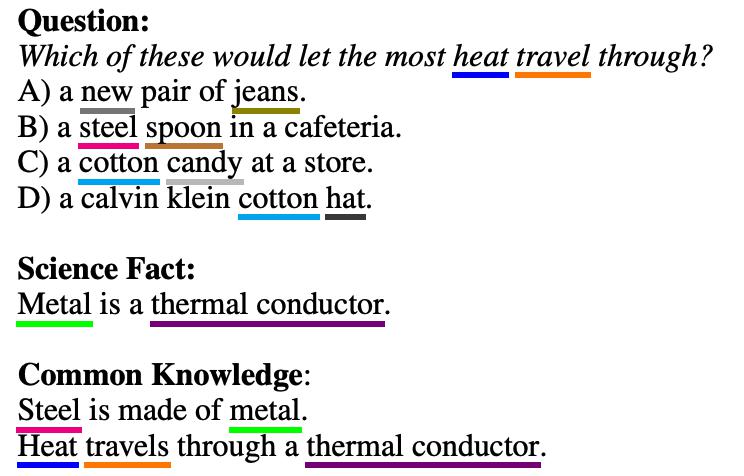 Question:
Which of these would let the most heat travel through?
A) a new pair of jeans.
B) a steel spoon in a cafeteria.
C) a cotton candy at a store.
D) a calvin klein cotton hat.
Science Fact:
Metal is a thermal conductor.
Common Knowledge:
Steel is made of metal.
Heat travels through a thermal conductor.